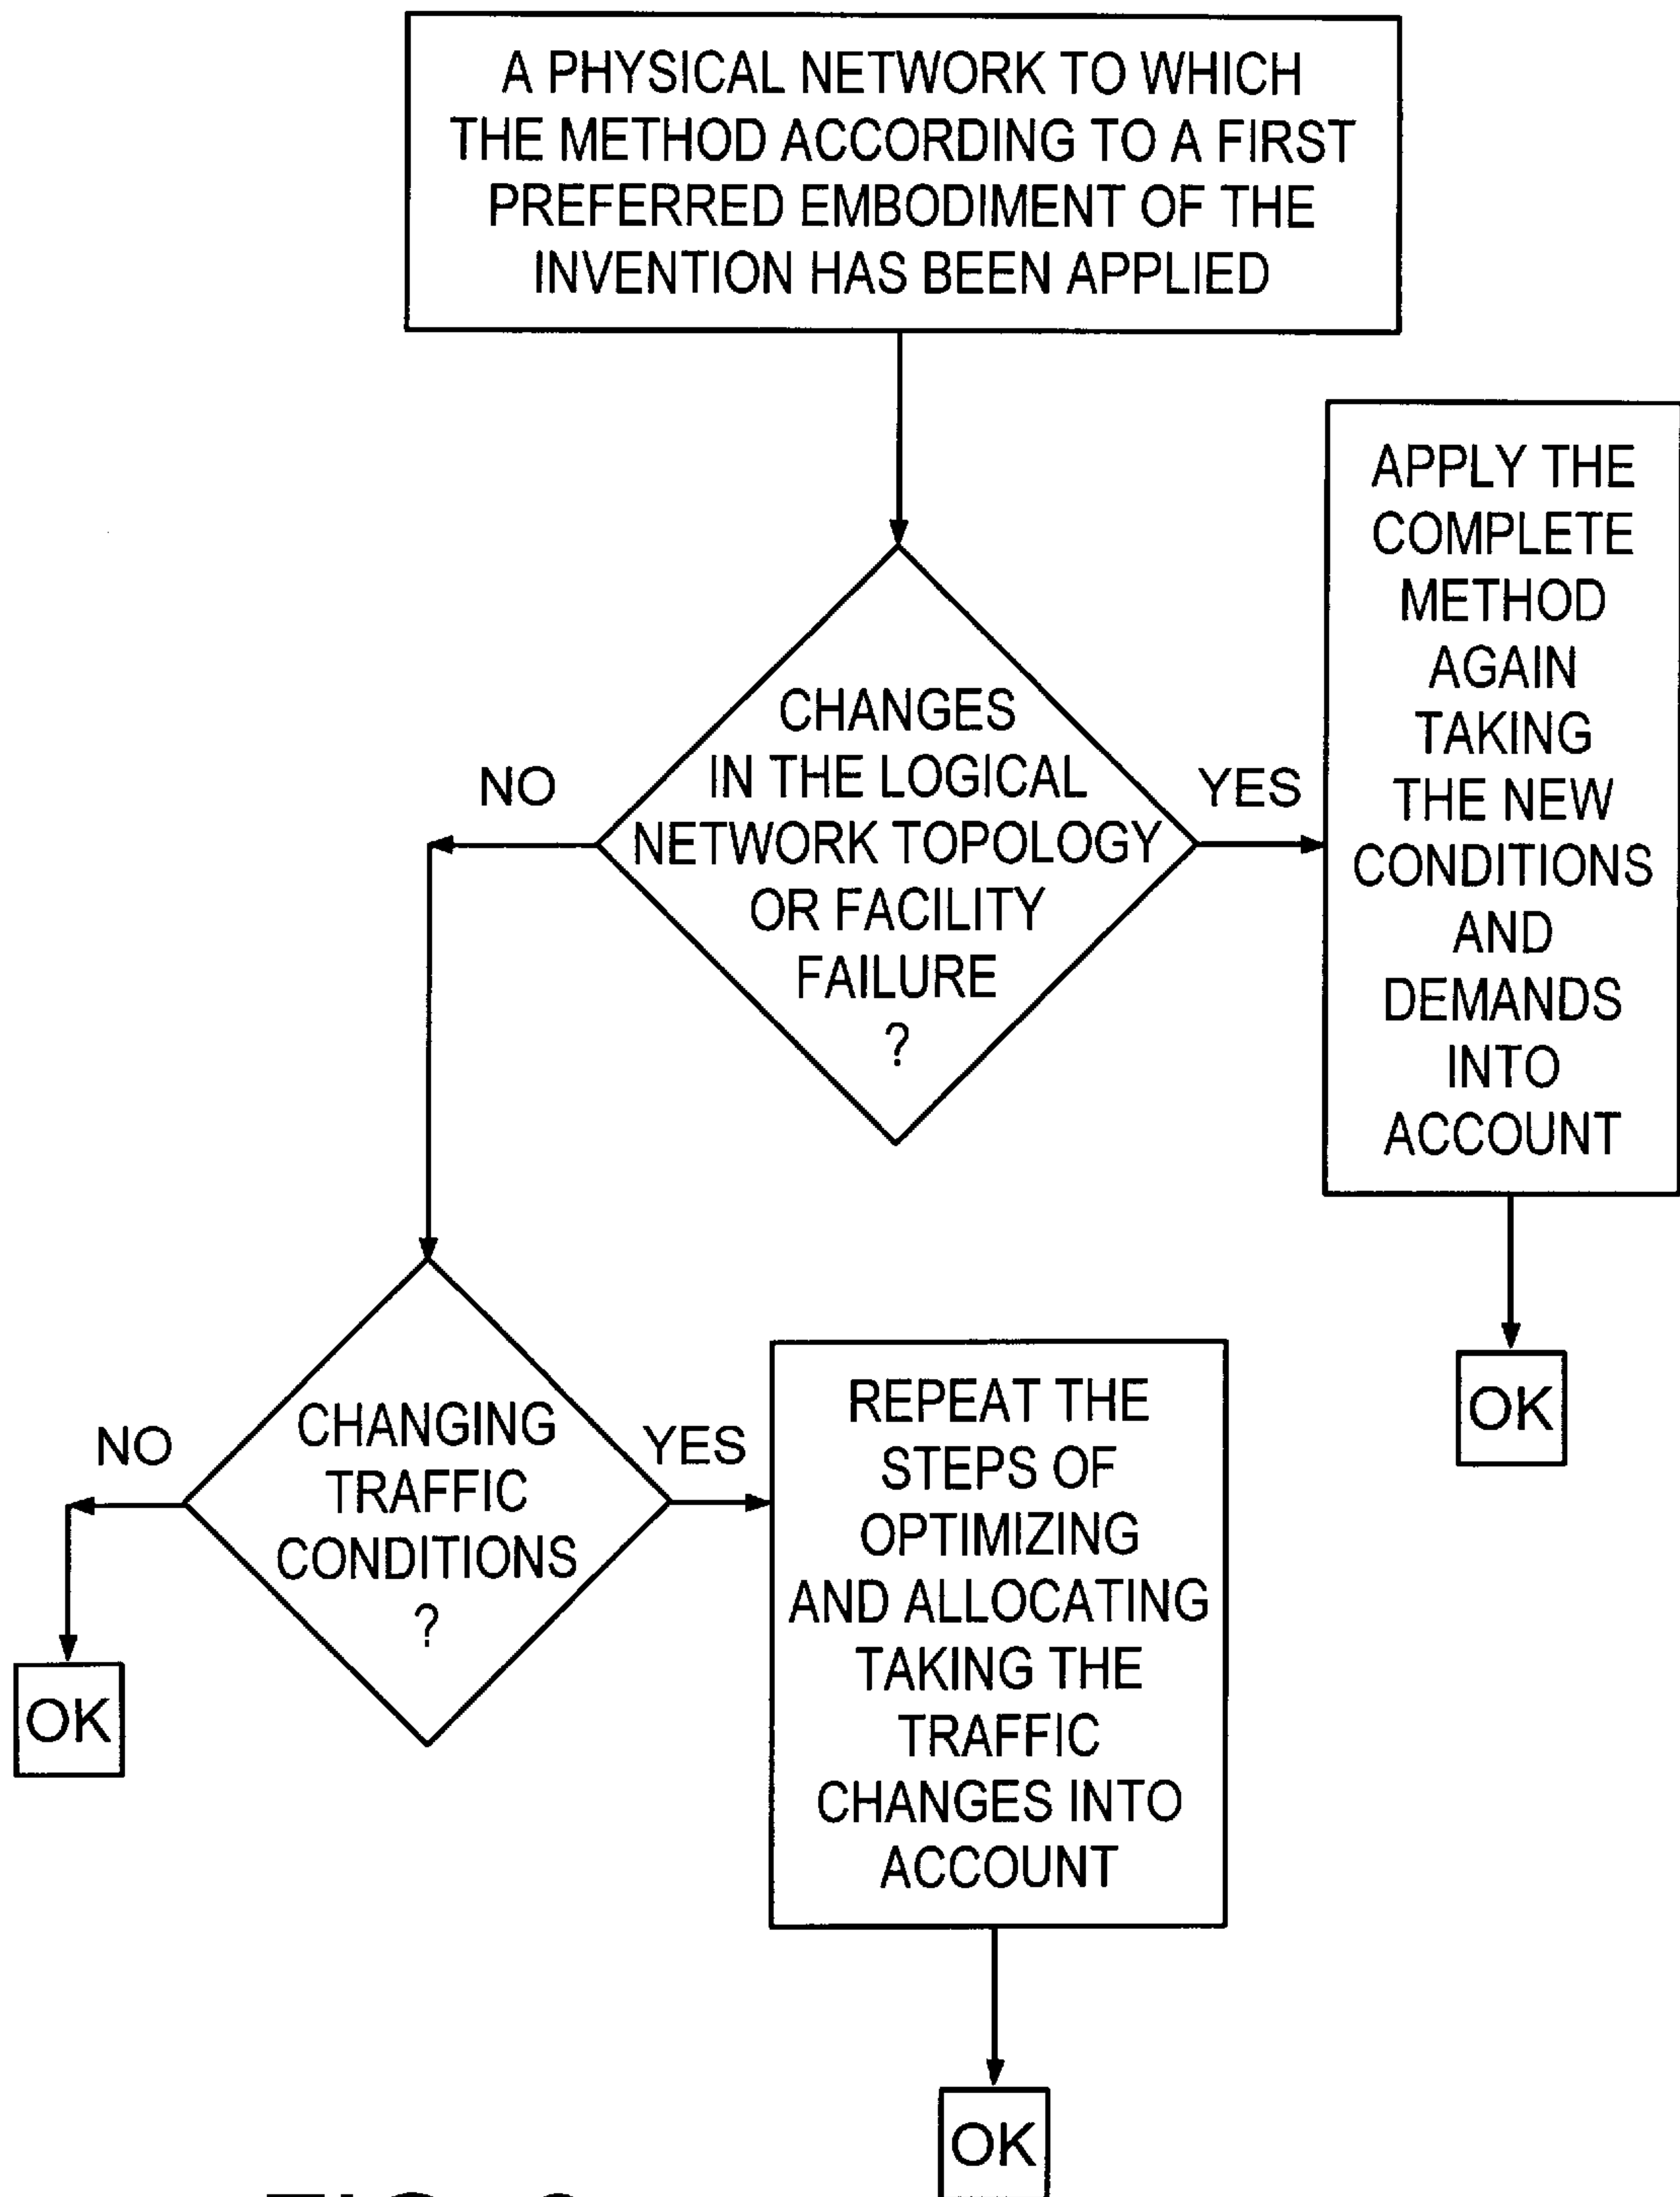 A PHYSICAL NETWORK TO WHICH
THE METHOD ACCORDING TO A FIRST
PREFERRED EMBODIMENT OF THE
INVENTION HAS BEEN APPLIED
CHANGES
IN THE LOGICAL
NETWORK TOPOLOGY
OR FACILITY
FAILURE
?
NO
YES
APPLY THE
COMPLETE
METHOD
AGAIN
TAKING
THE NEW
CONDITIONS
AND
DEMANDS
INTO
ACCOUNT
OK
CHANGING
TRAFFIC
CONDITIONS
?
NO
YES
OK
REPEAT THE
STEPS OF
OPTIMIZING
AND ALLOCATING
TAKING THE
TRAFFIC
CHANGES INTO
ACCOUNT
OK